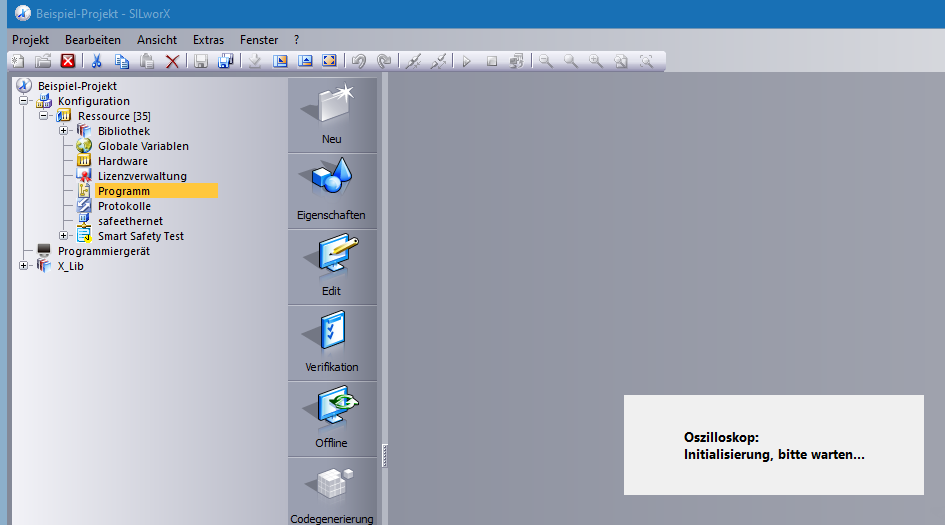 Beispiel-Projekt - SILworX
Projekt Bearbeiten Ansicht Extras Fenster ?
Beispiel-Projekt
Konfiguration
Ressource [35]
Bibliothek
Globale Variablen
Hardware
Lizenzverwaltung
Programm
Protokolle
safeethernet
Smart Safety Test
Programmiergerät
X_Lib
Neu
Eigenschaften
Edit
Verifikation
Offline
Codegenerierung
Oszilloskop:
Initialisierung, bitte warten...